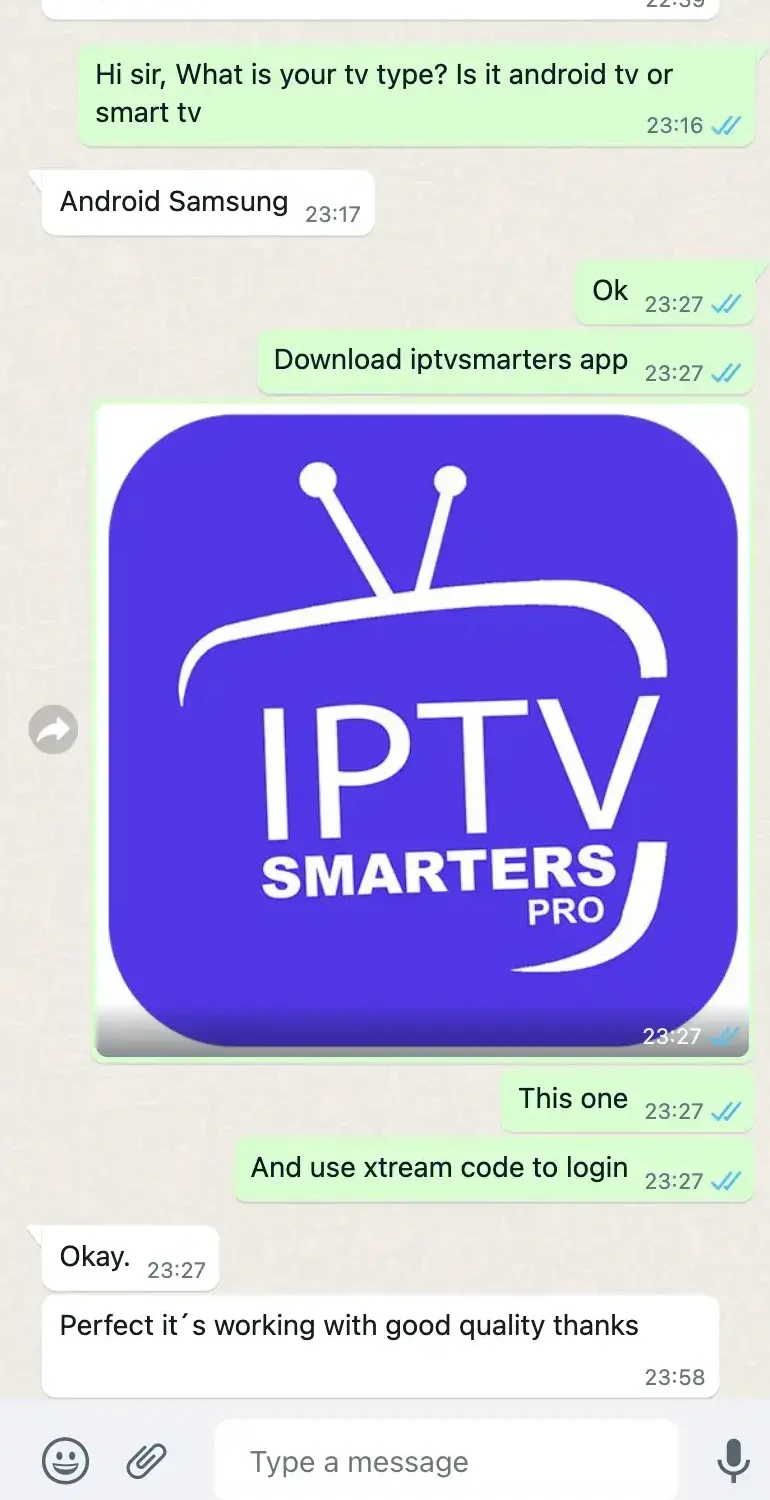 22:39
Hi sir, What is your tv type? Is it android tv or
smart tv
23:16
Android Samsung 23:17
Ok 23:27
Download iptvsmarters app 23:27
IPTV
SMARTERS
PRO
23:27
This one 23:27
And use xtream code to login 23:27
Okay. 23:27
Perfect it´s working with good quality thanks
23:58
Type a message